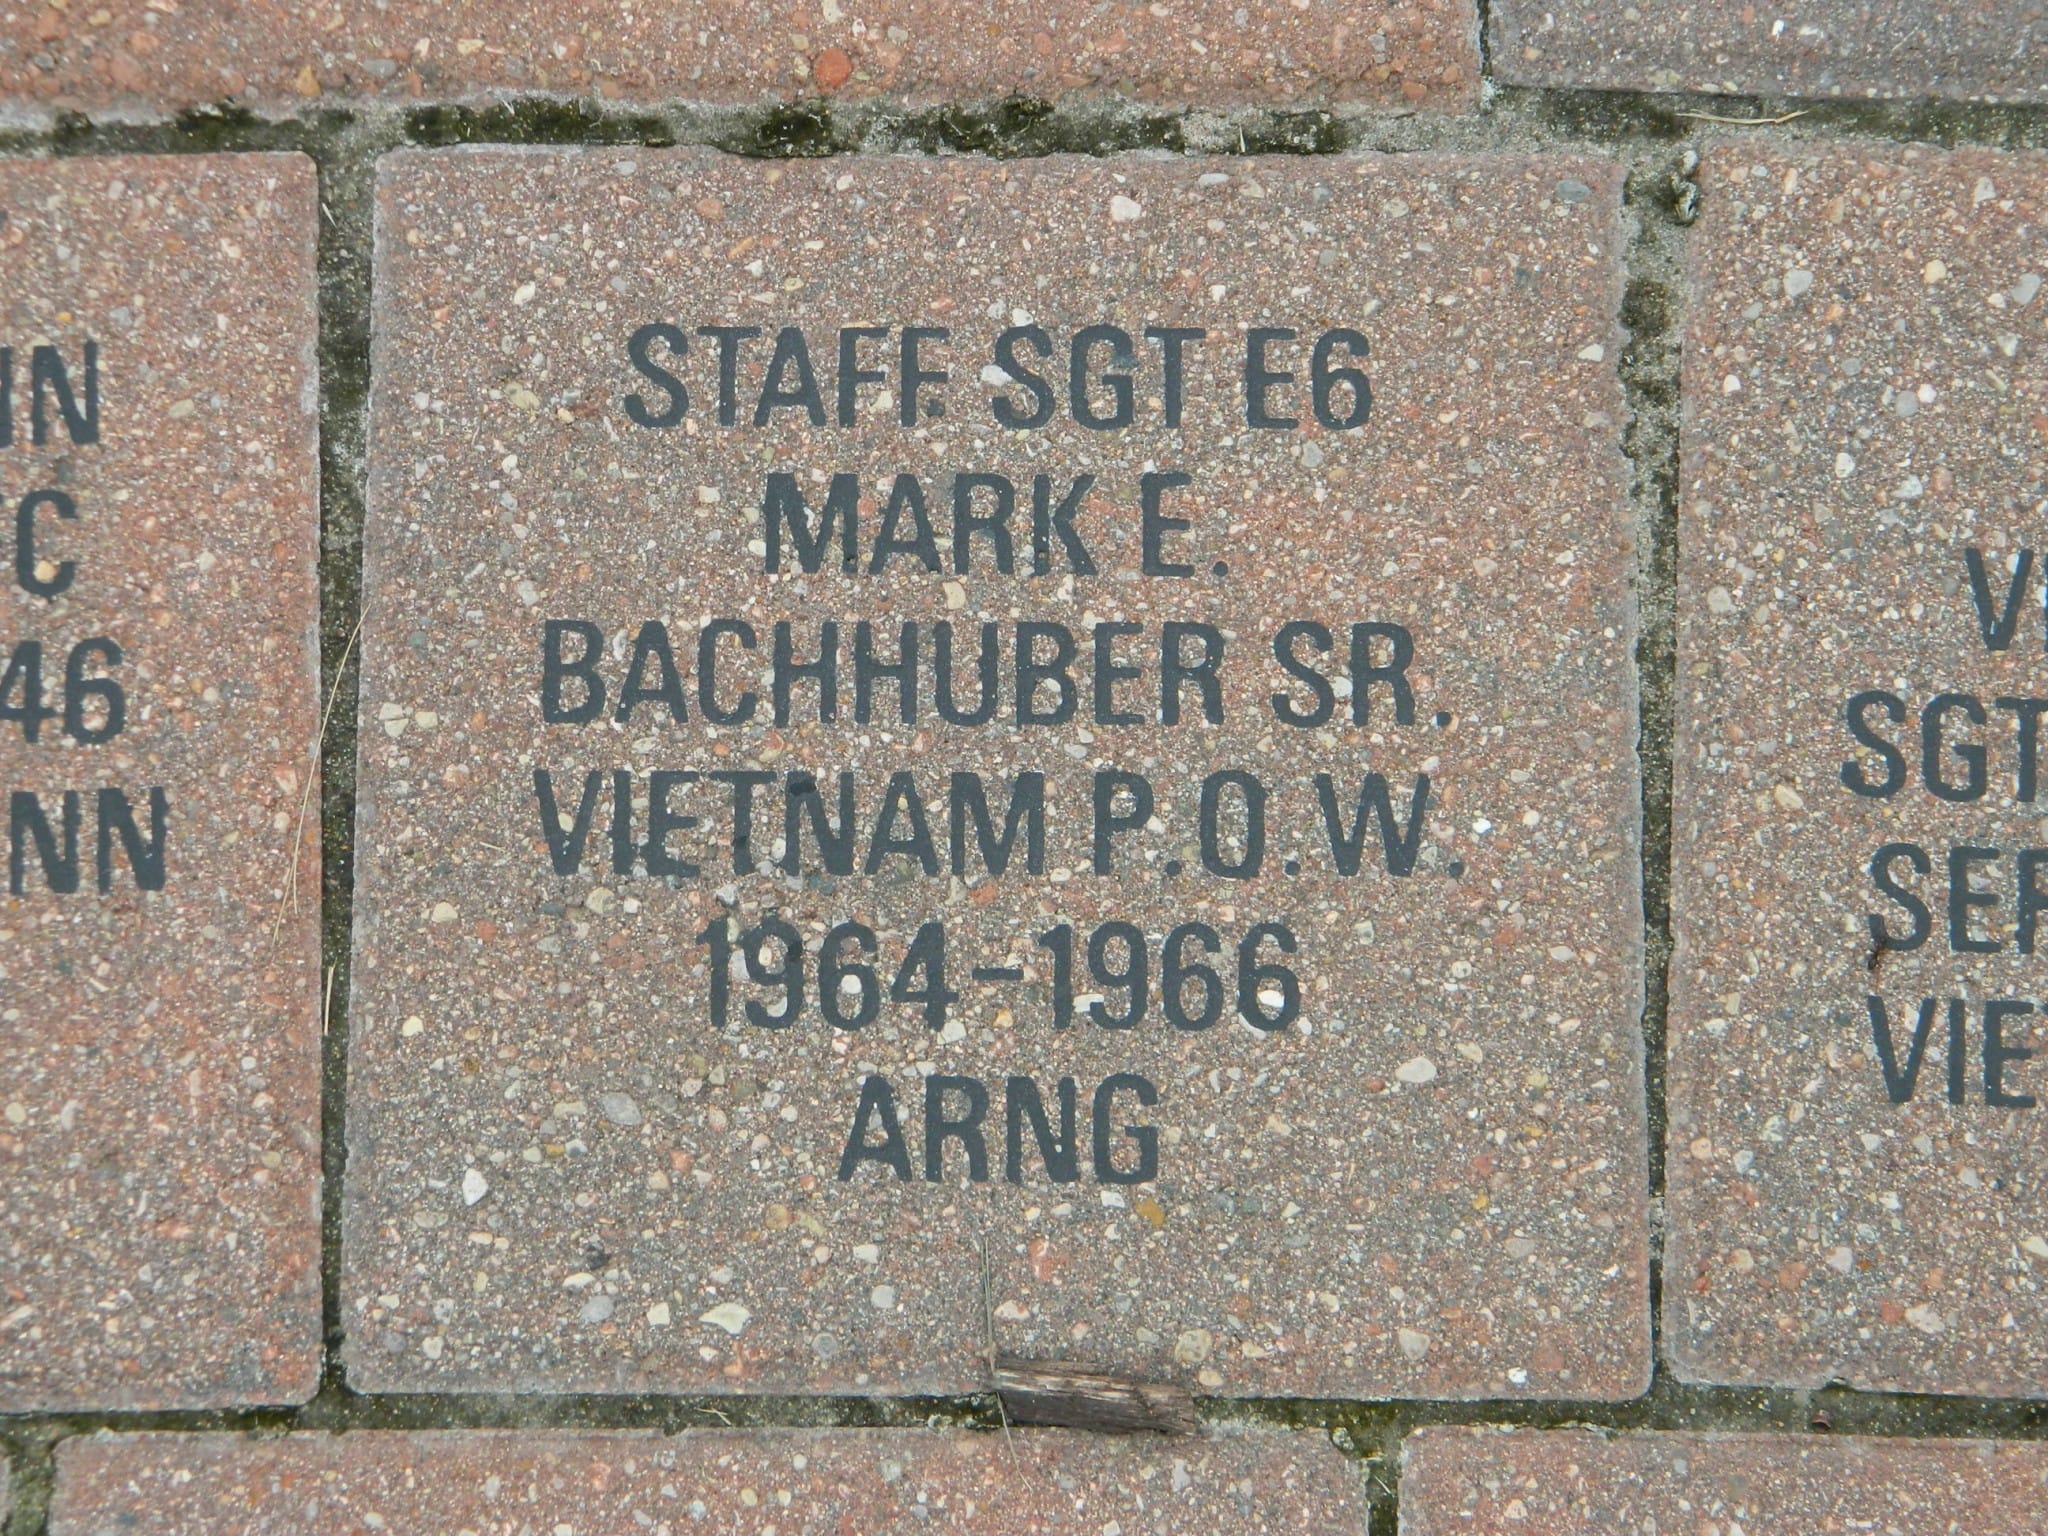 STAFF. SGT E6
MARK E.
BACHHUBER SR.
VIETNAM P.O.W.
1964-1966
ARNG